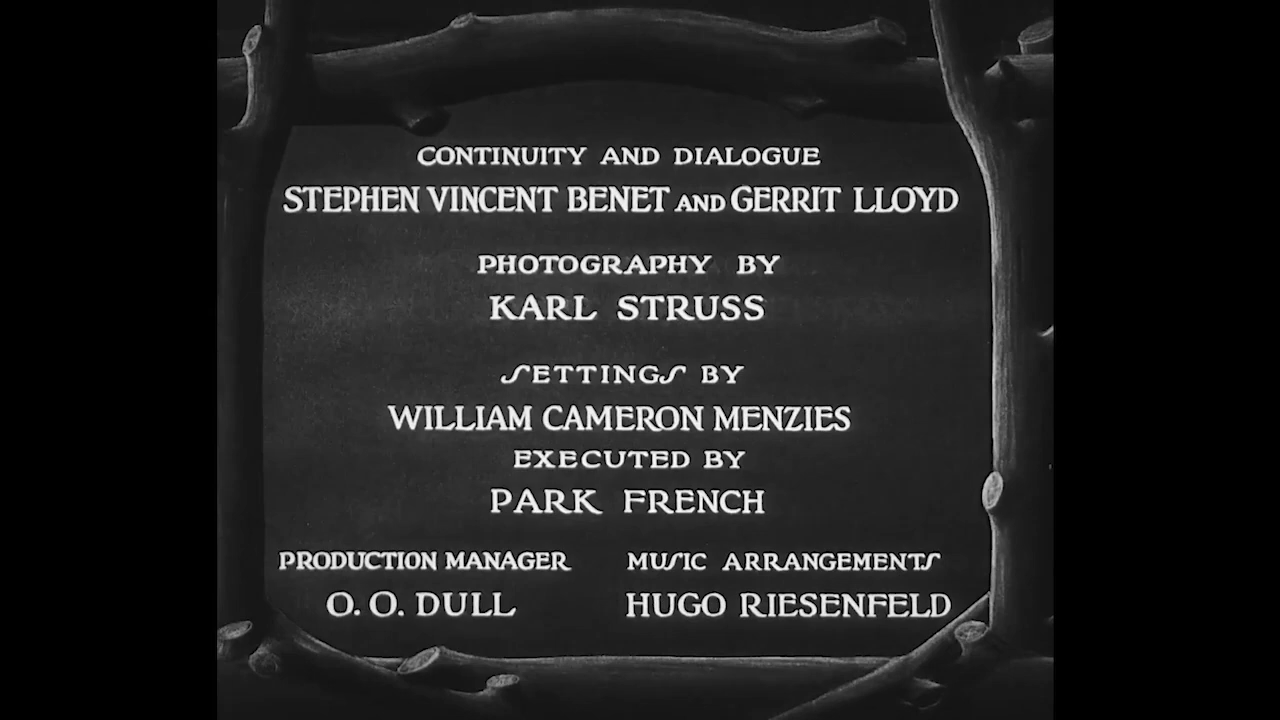 CONTINUITY AND DIALOGUE
STEPHEN VINCENT BENET AND GERRIT LLOYD
PHOTOGRAPHY BY
KARL STRUSS
SETTINGS BY
WILLIAM CAMERON MENZIES
EXECUTED BY
PARK FRENCH
PRODUCTION MANAGER
O. O. DULL
MUSIC ARRANGEMENTS
HUGO RIESENFELD